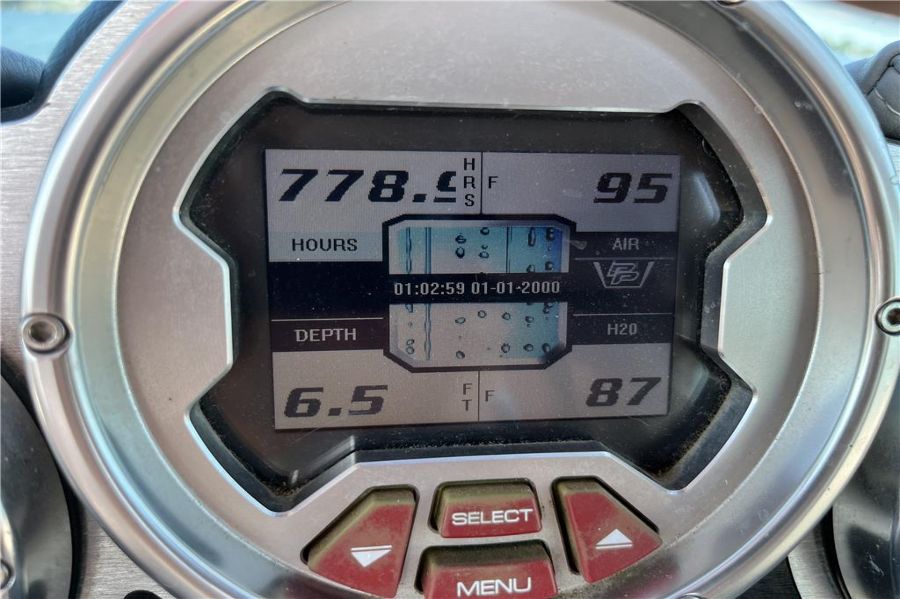 778.9 HRS
F 95
HOURS
AIR
01:02:59 01-01-2000
DEPTH
H20
6.5 FT
F 87
SELECT
MENU